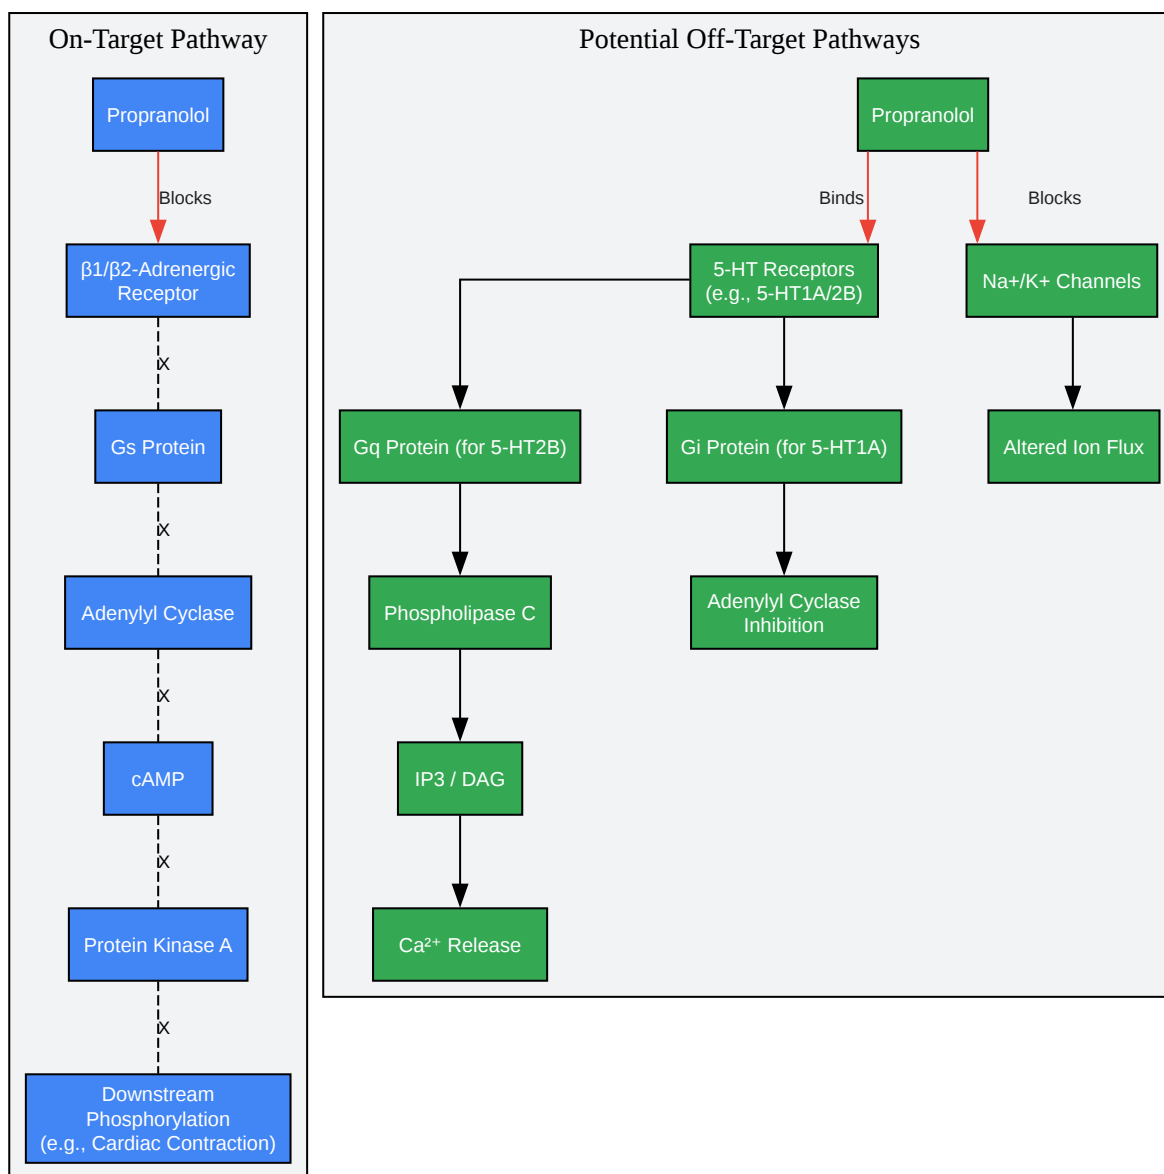 On-Target Pathway
Propranolol
Blocks
β1/β2-Adrenergic
Receptor
X
Gs Protein
X
Adenylyl Cyclase
X
cAMP
X
Protein Kinase A
X
Downstream
Phosphorylation
(e.g., Cardiac Contraction)
Potential Off-Target Pathways
Propranolol
Binds
Blocks
5-HT Receptors
(e.g., 5-HT1A/2B)
Na+/K+ Channels
Gq Protein (for 5-HT2B)
Gi Protein (for 5-HT1A)
Altered Ion Flux
Phospholipase C
Adenylyl Cyclase
Inhibition
IP3 / DAG
Ca²⁺ Release